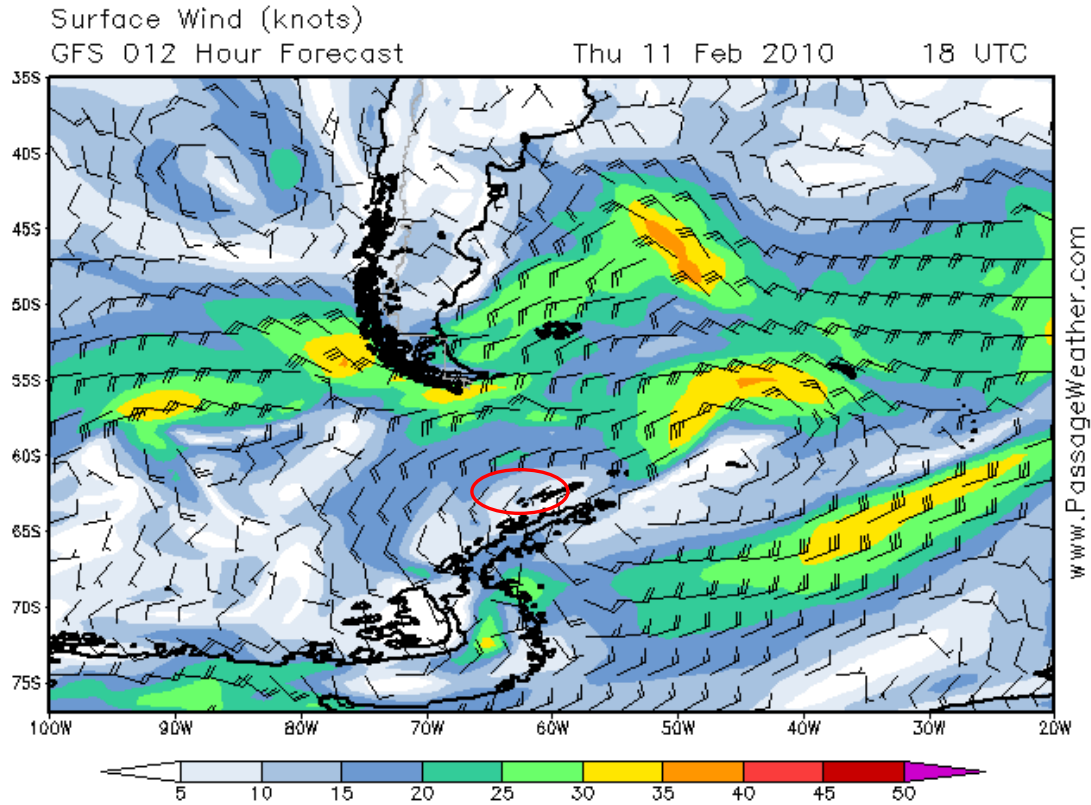 Surface Wind (knots)
GFS 012 Hour Forecast Thu 11 Feb 2010 18 UTC
35S
40S
45S
50S
55S
60S
65S
70S
75S
100W 90W 80W 70W 60W 50W 40W 30W 20W
5 10 15 20 25 30 35 40 45 50
www.PassageWeather.com